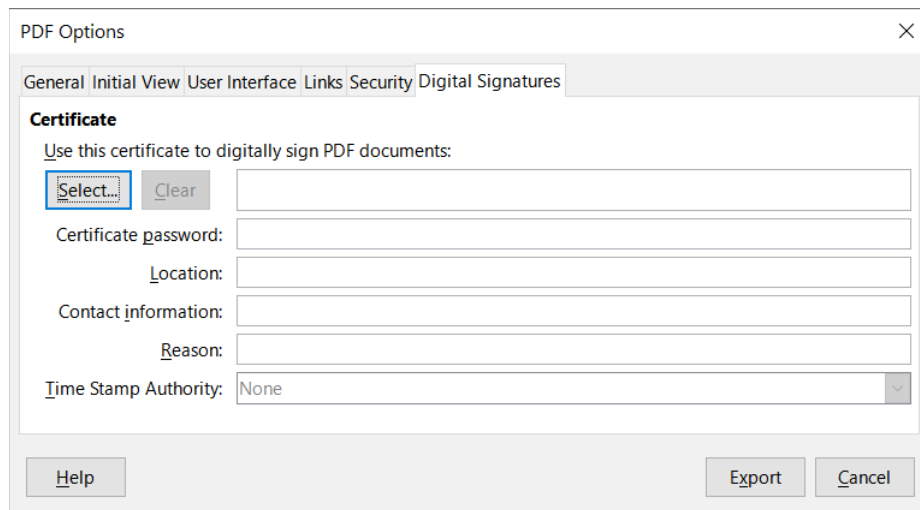 PDF Options
General Initial View User Interface Links Security Digital Signatures
Certificate
Use this certificate to digitally sign PDF documents:
Select... Clear
Certificate password:
Location:
Contact information:
Reason:
Time Stamp Authority: None
Help Export Cancel